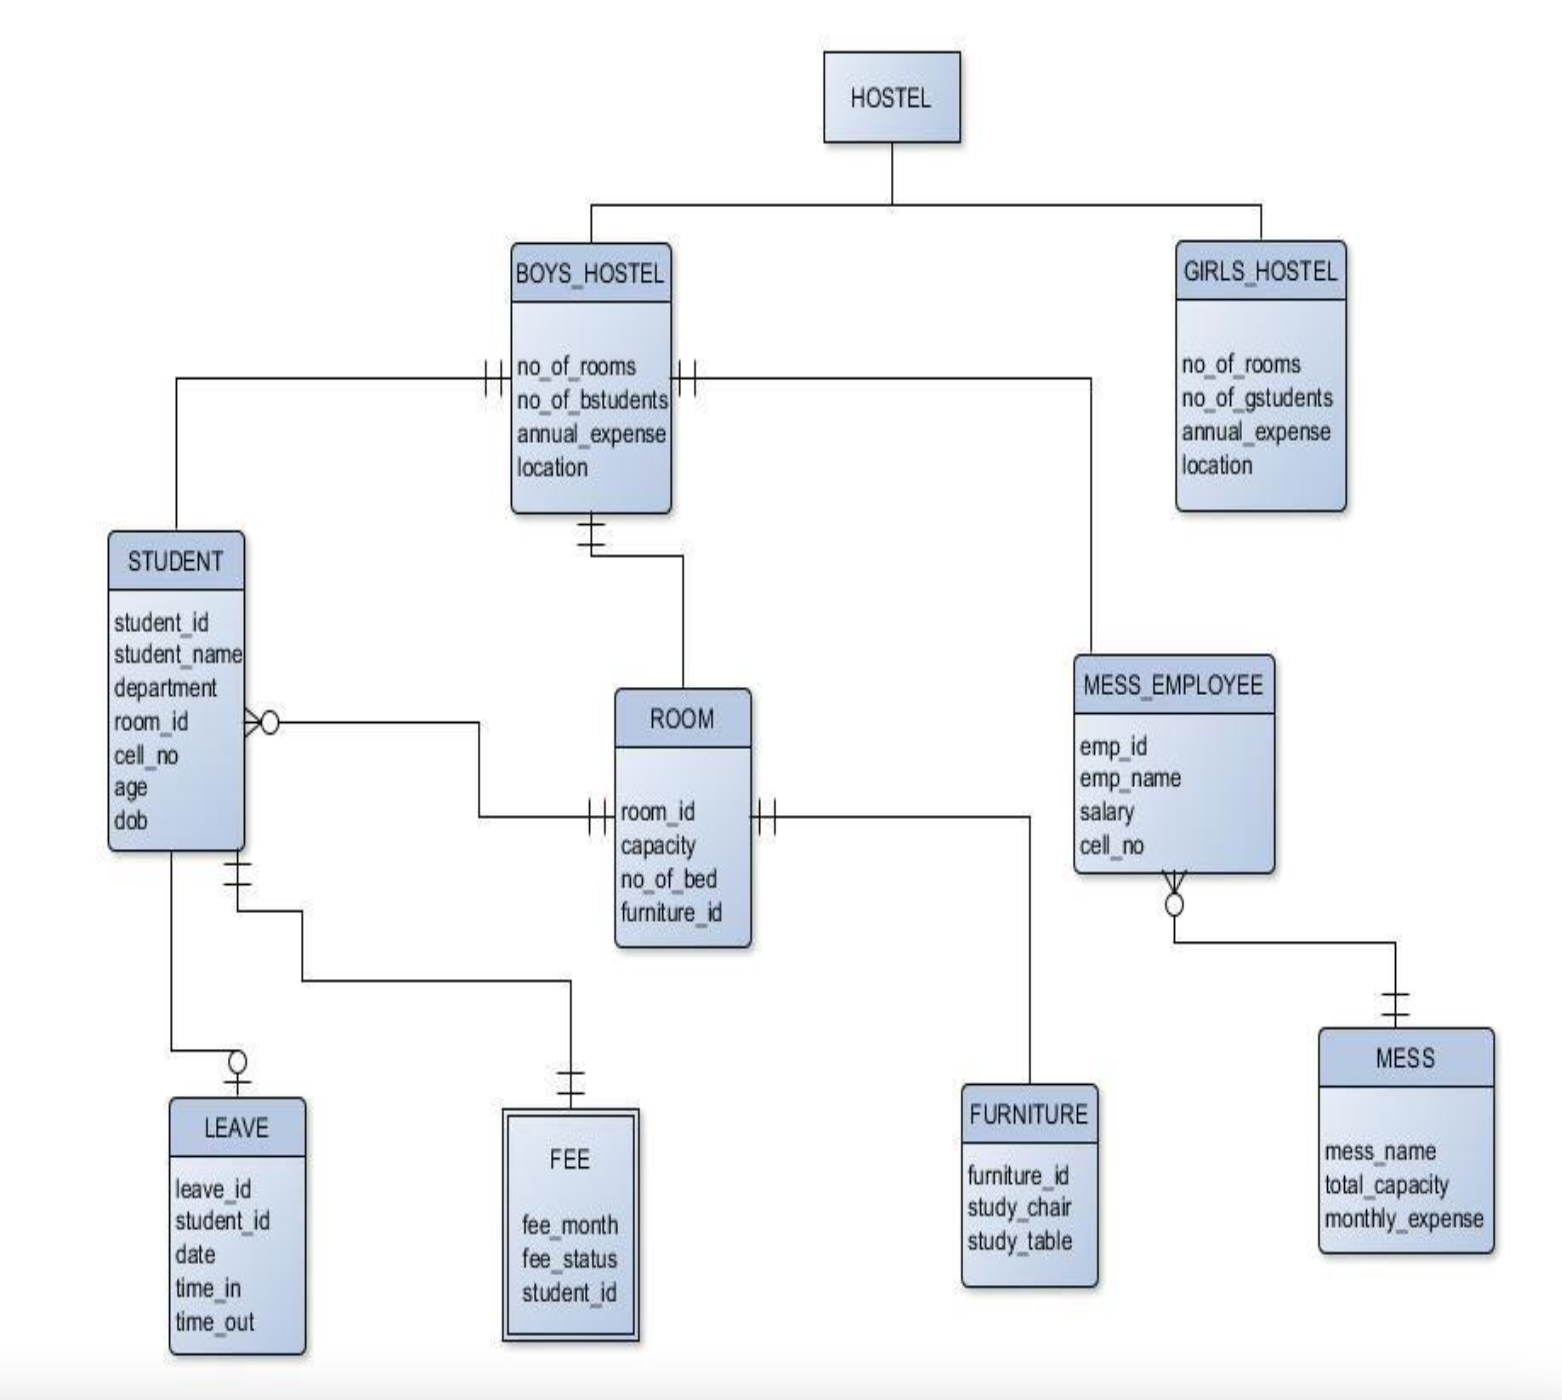 HOSTEL
BOYS_HOSTEL
no_of_rooms
no_of_bstudents
annual_expense
location
GIRLS_HOSTEL
no_of_rooms
no_of_gstudents
annual_expense
location
STUDENT
student_id
student_name
department
room_id
cell_no
age
dob
ROOM
room_id
capacity
no_of_bed
furniture_id
MESS_EMPLOYEE
emp_id
emp_name
salary
cell_no
LEAVE
leave_id
student_id
date
time_in
time_out
FEE
fee_month
fee_status
student_id
FURNITURE
furniture_id
study_chair
study_table
MESS
mess_name
total_capacity
monthly_expense